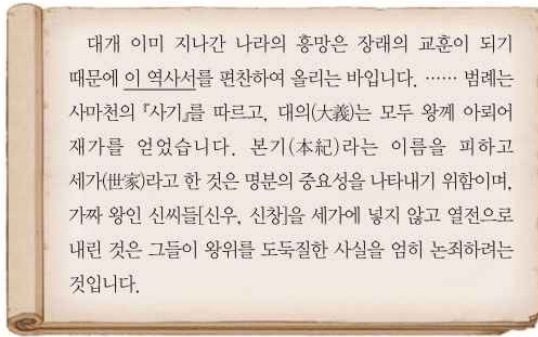 대개 이미 지나간 나라의 흥망은 장래의 교훈이 되기
때문에 이 역사서를 편찬하여 올리는 바입니다. …… 범례는
사마천의 『사기』를 따르고, 대의(大義)는 모두 왕께 아뢰어
재가를 얻었습니다. 본기(本紀)라는 이름을 피하고
세가(世家)라고 한 것은 명분의 중요성을 나타내기 위함이며,
가짜 왕인 신씨들[신우, 신창]을 세가에 넣지 않고 열전으로
내린 것은 그들이 왕위를 도둑질한 사실을 엄히 논죄하려는
것입니다.